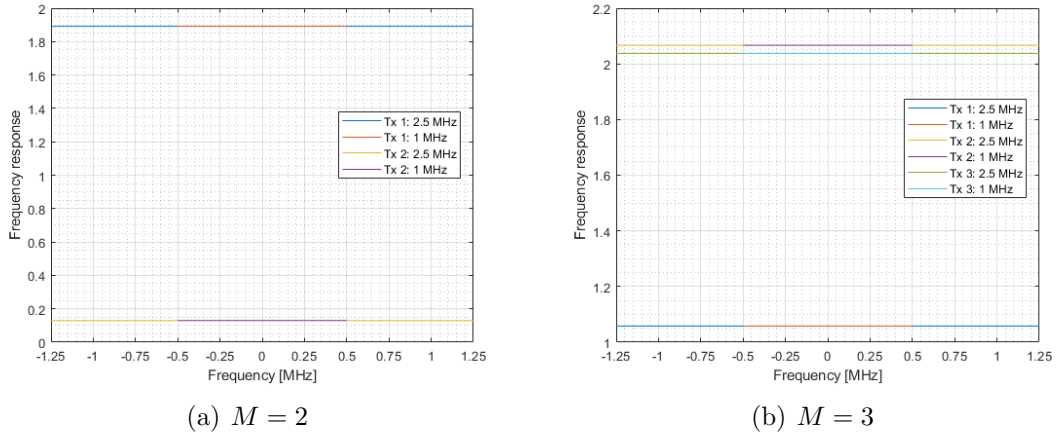 Frequency response
2
1.8
1.6
1.4
1.2
1
0.8
0.6
0.4
0.2
0
-1.25 -1 -0.75 -0.5 -0.25 0 0.25 0.5 0.75 1 1.25
Frequency [MHz]
Tx 1: 2.5 MHz
Tx 1: 1 MHz
Tx 2: 2.5 MHz
Tx 2: 1 MHz
(a) M = 2
Frequency response
2.2
2
1.8
1.6
1.4
1.2
1
-1.25 -1 -0.75 -0.5 -0.25 0 0.25 0.5 0.75 1 1.25
Frequency [MHz]
Tx 1: 2.5 MHz
Tx 1: 1 MHz
Tx 2: 2.5 MHz
Tx 2: 1 MHz
Tx 3: 2.5 MHz
Tx 3: 1 MHz
(b) M = 3